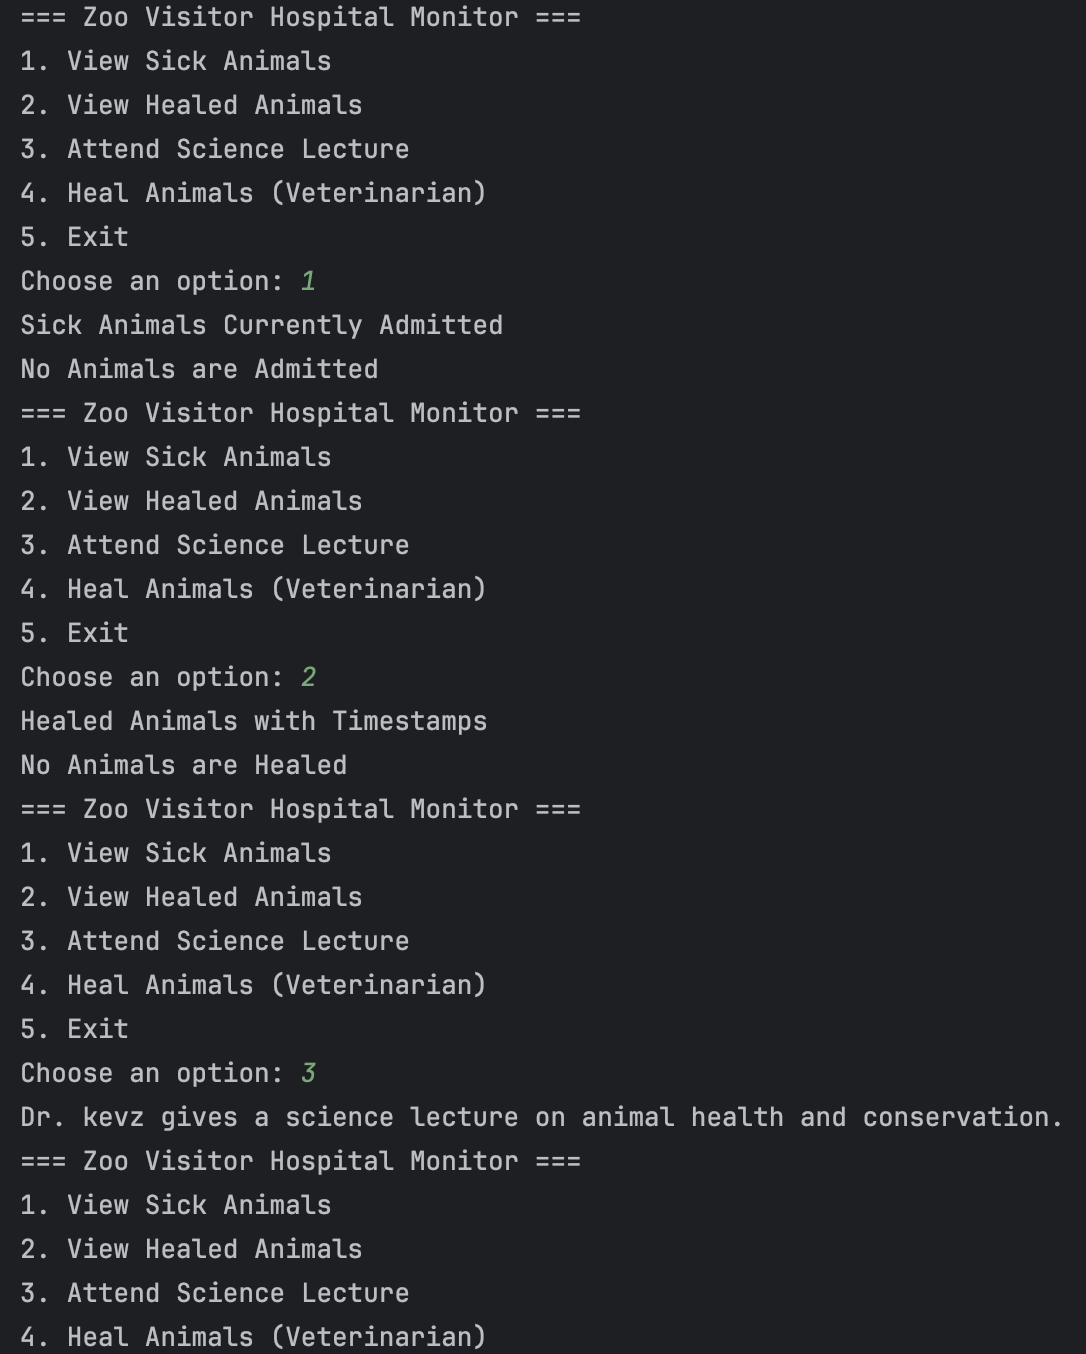 === Zoo Visitor Hospital Monitor ===
1. View Sick Animals
2. View Healed Animals
3. Attend Science Lecture
4. Heal Animals (Veterinarian)
5. Exit
Choose an option: 1
Sick Animals Currently Admitted
No Animals are Admitted
=== Zoo Visitor Hospital Monitor ===
1. View Sick Animals
2. View Healed Animals
3. Attend Science Lecture
4. Heal Animals (Veterinarian)
5. Exit
Choose an option: 2
Healed Animals with Timestamps
No Animals are Healed
=== Zoo Visitor Hospital Monitor ===
1. View Sick Animals
2. View Healed Animals
3. Attend Science Lecture
4. Heal Animals (Veterinarian)
5. Exit
Choose an option: 3
Dr. kevz gives a science lecture on animal health and conservation.
=== Zoo Visitor Hospital Monitor ===
1. View Sick Animals
2. View Healed Animals
3. Attend Science Lecture
4. Heal Animals (Veterinarian)